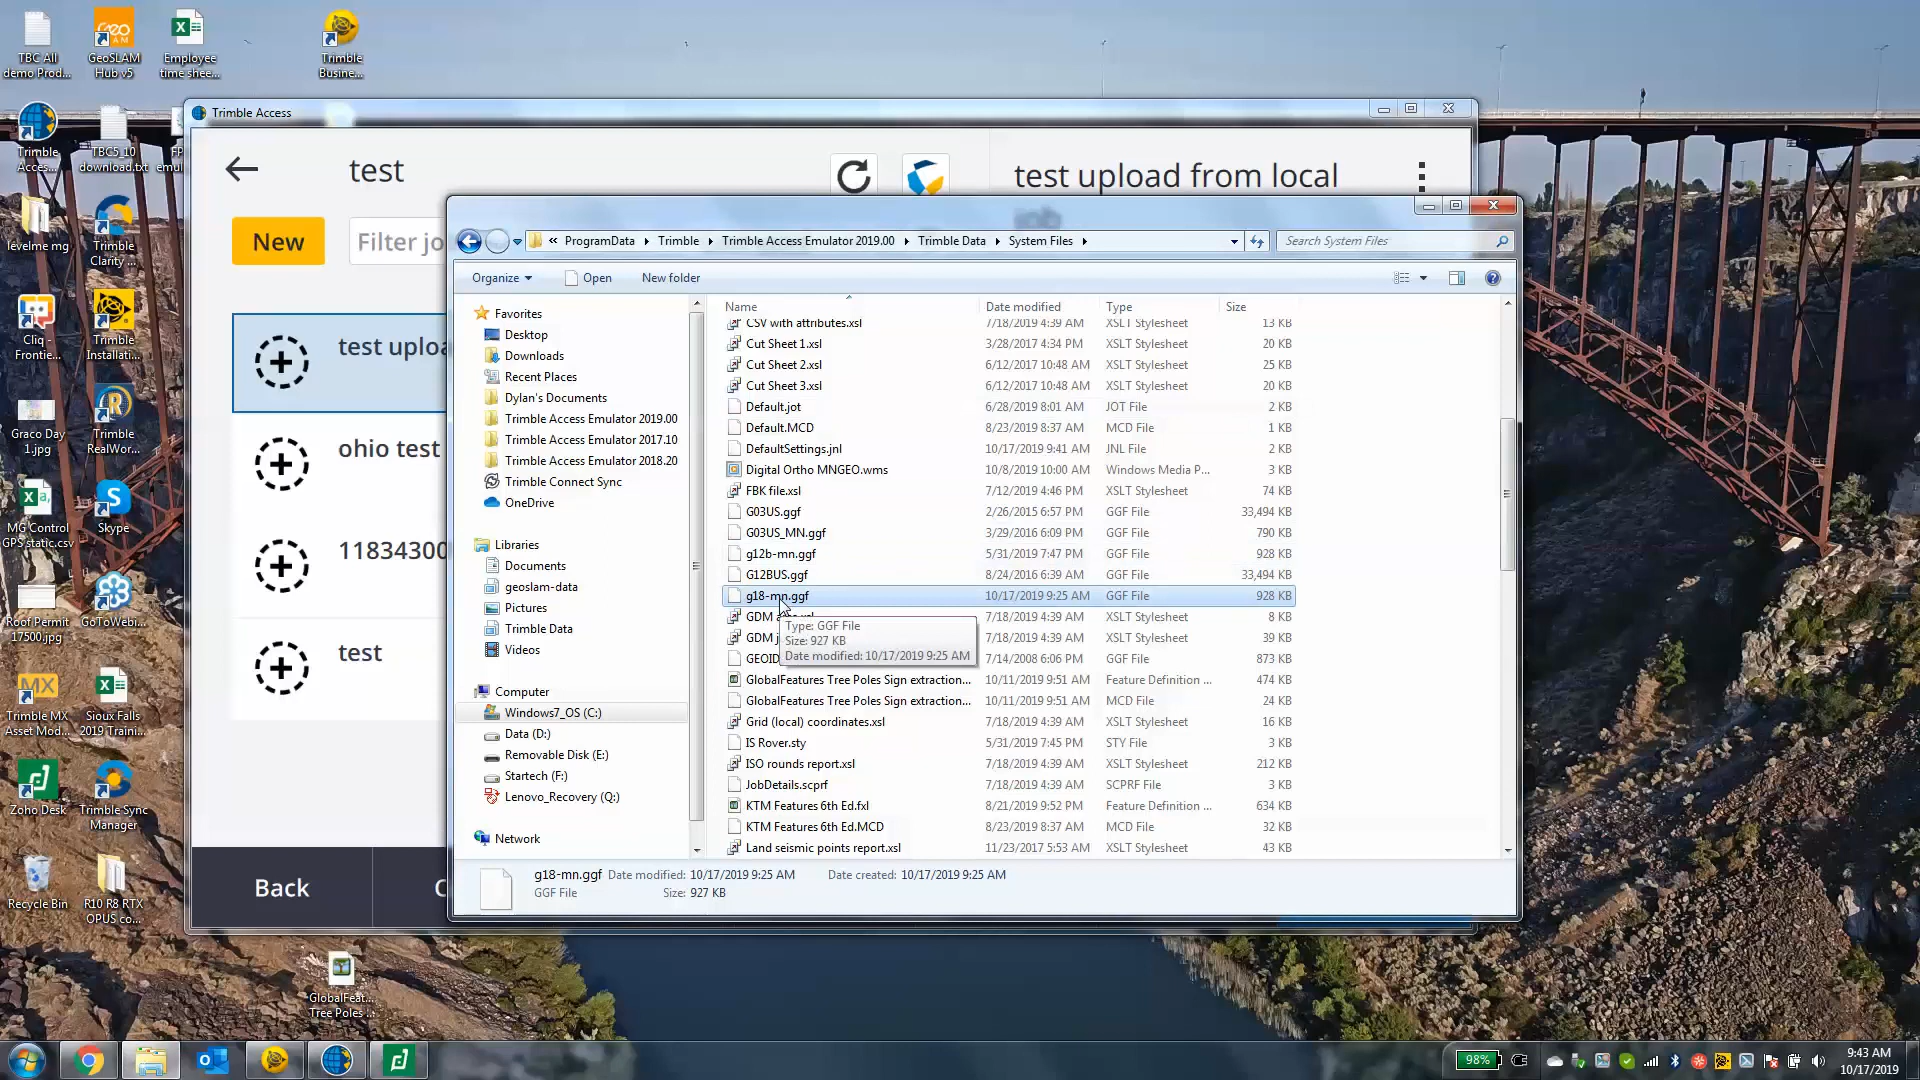 TBC All
demo Prod...
GeoSLAM
Hub v5
Employee
time shee...
Trimble
Busine...
Trimble
Acces...
TBC5_10
download.txt
levelme mg
Trimble
Clarity ...
Cliq -
Frontie...
Trimble
Installati...
Graco Day
1.jpg
Trimble
RealWor...
MG Control
GPS static.csv
Skype
Roof Permit
17500.jpg
GoToWebi...
Trimble MX
Asset Mod...
Sioux Falls
2019 Traini...
Zoho Desk
Trimble Sync
Manager
Recycle Bin
R10 R8 RTX
OPUS co...
GlobalFeat...
Tree Poles ...
Trimble Access
test
New
Filter jo
test upload from local
job
test uploa
ohio test
11834300
test
Back
C
« ProgramData Trimble Trimble Access Emulator 2019.00 Trimble Data System Files
Search System Files
Organize Open New folder
Favorites
Desktop
Downloads
Recent Places
Dylan's Documents
Trimble Access Emulator 2019.00
Trimble Access Emulator 2017.10
Trimble Access Emulator 2018.20
Trimble Connect Sync
OneDrive
Libraries
Documents
geoslam-data
Pictures
Trimble Data
Videos
Computer
Windows7_OS (C:)
Data (D:)
Removable Disk (E:)
Startech (F:)
Lenovo_Recovery (Q:)
Network
Name Date modified Type Size
CSV with attributes.xsl 7/18/2019 4:39 AM XSLT Stylesheet 13 KB
Cut Sheet 1.xsl 3/28/2017 4:34 PM XSLT Stylesheet 20 KB
Cut Sheet 2.xsl 6/12/2017 10:48 AM XSLT Stylesheet 25 KB
Cut Sheet 3.xsl 6/12/2017 10:48 AM XSLT Stylesheet 20 KB
Default.jot 6/28/2019 8:01 AM JOT File 2 KB
Default.MCD 8/23/2019 8:37 AM MCD File 1 KB
DefaultSettings.jnl 10/17/2019 9:41 AM JNL File 2 KB
Digital Ortho MNGEO.wms 10/8/2019 10:00 AM Windows Media P... 3 KB
FBK file.xsl 7/12/2019 4:46 PM XSLT Stylesheet 74 KB
G03US.ggf 2/26/2015 6:57 PM GGF File 33,494 KB
G03US_MN.ggf 3/29/2016 6:09 PM GGF File 790 KB
g12b-mn.ggf 5/31/2019 7:47 PM GGF File 928 KB
G12BUS.ggf 8/24/2016 6:39 AM GGF File 33,494 KB
g18-mn.ggf 10/17/2019 9:25 AM GGF File 928 KB
GDM 7/18/2019 4:39 AM XSLT Stylesheet 8 KB
GDM 7/18/2019 4:39 AM XSLT Stylesheet 39 KB
GEOID 7/14/2008 6:06 PM GGF File 873 KB
Type: GGF File
Size: 927 KB
Date modified: 10/17/2019 9:25 AM
GlobalFeatures Tree Poles Sign extraction... 10/11/2019 9:51 AM Feature Definition ... 474 KB
GlobalFeatures Tree Poles Sign extraction... 10/11/2019 9:51 AM MCD File 24 KB
Grid (local) coordinates.xsl 7/18/2019 4:39 AM XSLT Stylesheet 16 KB
IS Rover.sty 5/31/2019 7:45 PM STY File 3 KB
ISO rounds report.xsl 7/18/2019 4:39 AM XSLT Stylesheet 212 KB
JobDetails.scprf 7/18/2019 4:39 AM SCPRF File 3 KB
KTM Features 6th Ed.fxl 8/21/2019 9:52 PM Feature Definition ... 634 KB
KTM Features 6th Ed.MCD 8/23/2019 8:37 AM MCD File 32 KB
Land seismic points report.xsl 11/23/2017 5:53 AM XSLT Stylesheet 43 KB
g18-mn.ggf Date modified: 10/17/2019 9:25 AM Date created: 10/17/2019 9:25 AM
GGF File Size: 927 KB
98%
9:43 AM
10/17/2019